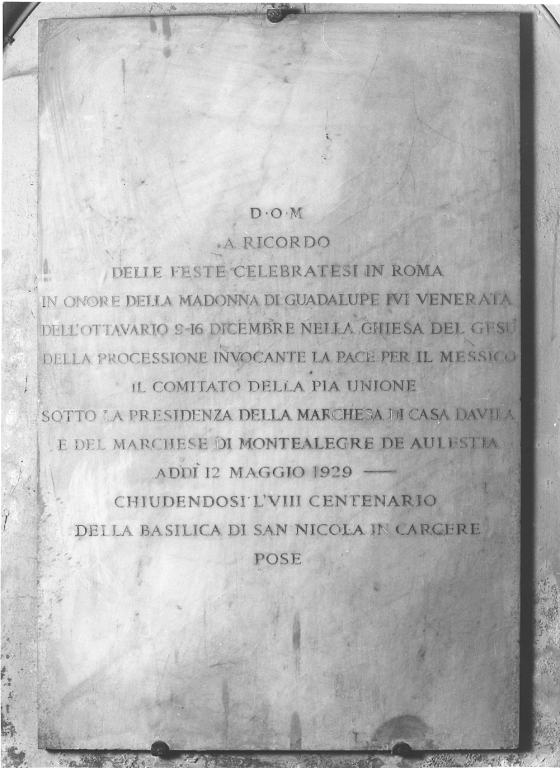 D·O·M
A RICORDO
DELLE FESTE CELEBRATESI IN ROMA
IN ONORE DELLA MADONNA DI GUADALUPE IVI VENERATA
DELL'OTTAVARIO 9-16 DICEMBRE NELLA CHIESA DEL GESU'
DELLA PROCESSIONE INVOCANTE LA PACE PER IL MESSICO
IL COMITATO DELLA PIA UNIONE
SOTTO LA PRESIDENZA DELLA MARCHESA DI CASA DAVILA
E DEL MARCHESE DI MONTEALEGRE DE AULESTIA
ADDÌ 12 MAGGIO 1929 —
CHIUDENDOSI L'VIII CENTENARIO
DELLA BASILICA DI SAN NICOLA IN CARCERE
POSE